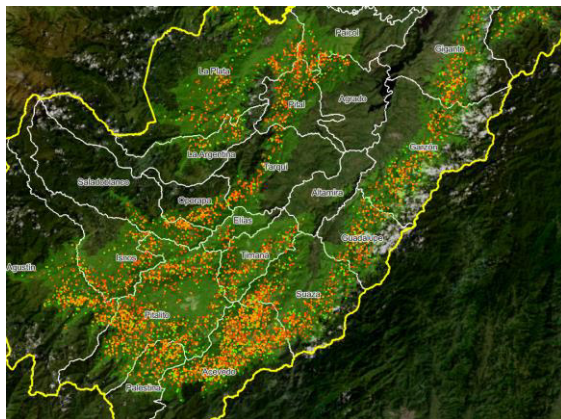 Paicol
Gigante
La Plata
Pital
Agrado
Garzón
La Argentina
Tarqui
Saladoblanco
Altamira
Oporapa
Elías
Guadalupe
Isnos
Timaná
Agustín
Suaza
Pitalito
Acevedo
Palestina